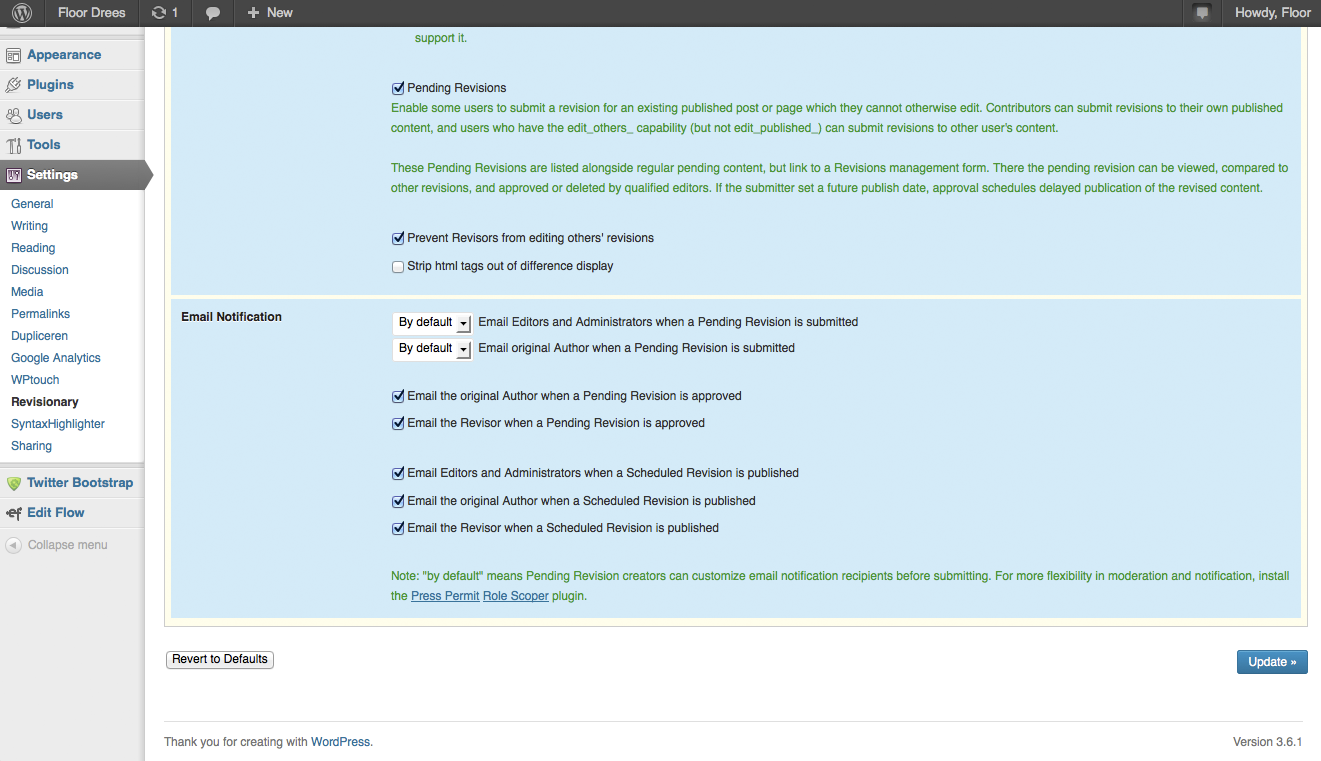 Floor Drees
1
New
Howdy, Floor
Appearance
Plugins
Users
Tools
Settings
General
Writing
Reading
Discussion
Media
Permalinks
Dupliceren
Google Analytics
WPtouch
Revisionary
SyntaxHighlighter
Sharing
Twitter Bootstrap
ef Edit Flow
Collapse menu
support it.
Pending Revisions
Enable some users to submit a revision for an existing published post or page which they cannot otherwise edit. Contributors can submit revisions to their own published
content, and users who have the edit_others_ capability (but not edit_published_) can submit revisions to other user's content.
These Pending Revisions are listed alongside regular pending content, but link to a Revisions management form. There the pending revision can be viewed, compared to
other revisions, and approved or deleted by qualified editors. If the submitter set a future publish date, approval schedules delayed publication of the revised content.
Prevent Revisors from editing others' revisions
Strip html tags out of difference display
Email Notification
By default Email Editors and Administrators when a Pending Revision is submitted
By default Email original Author when a Pending Revision is submitted
Email the original Author when a Pending Revision is approved
Email the Revisor when a Pending Revision is approved
Email Editors and Administrators when a Scheduled Revision is published
Email the original Author when a Scheduled Revision is published
Email the Revisor when a Scheduled Revision is published
Note: "by default" means Pending Revision creators can customize email notification recipients before submitting. For more flexibility in moderation and notification, install
the Press Permit Role Scoper plugin.
Revert to Defaults
Update »
Thank you for creating with WordPress.
Version 3.6.1